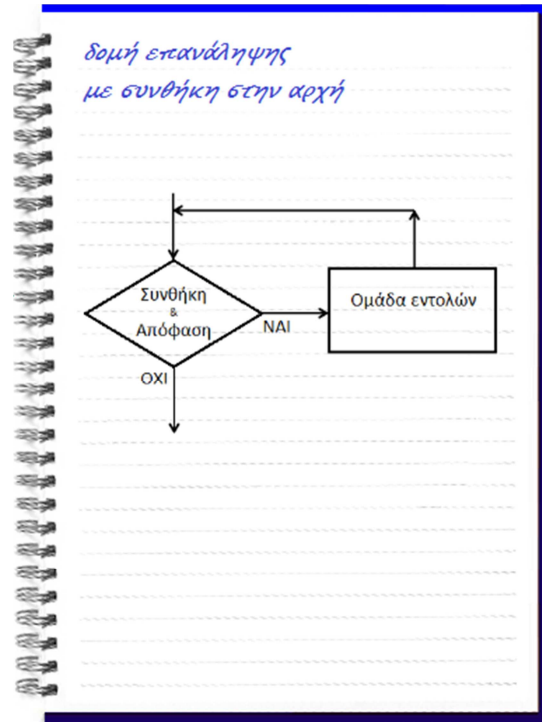 δομή επανάληψης
με συνθήκη στην αρχή
Συνθήκη
&
Απόφαση
ΝΑΙ
Ομάδα εντολών
ΟΧΙ